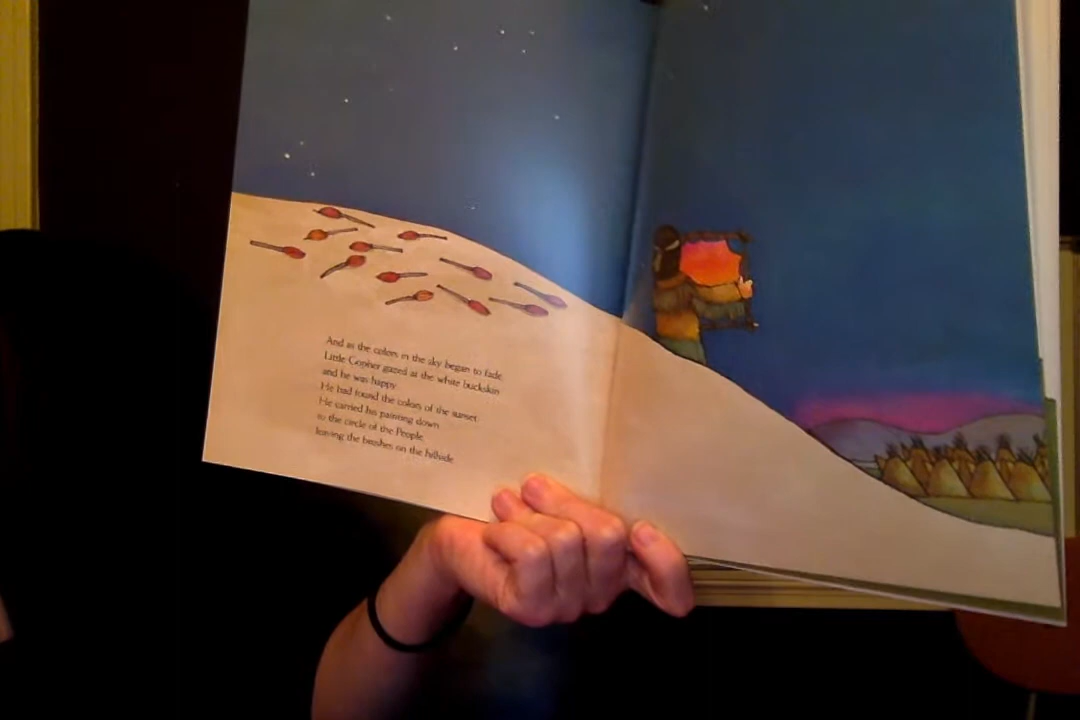 And as the colors in the sky began to fade,
Little Gopher gazed at the white buckskin
and he was happy.
He had found the colors of the sunset.
He carried his painting down
to the circle of the People,
leaving the brushes on the hillside.